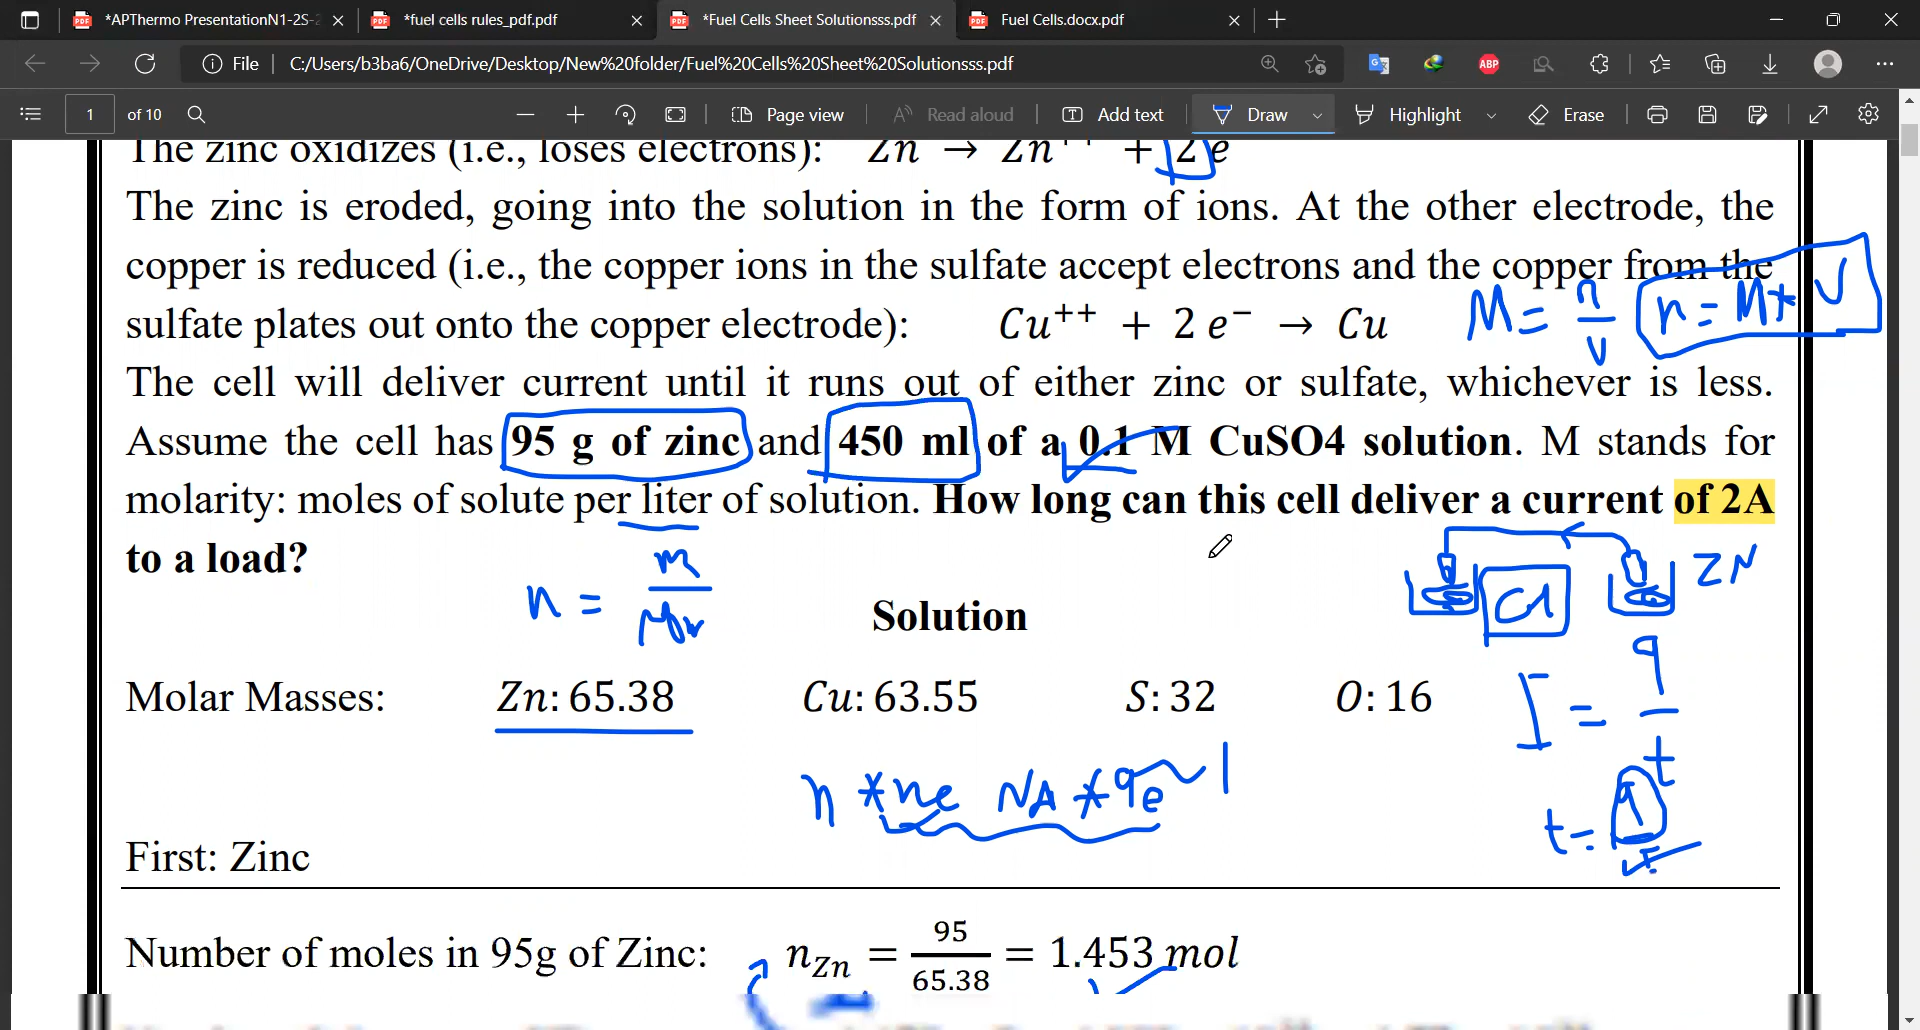 *APThermo PresentationN1-2S-2
*fuel cells rules_pdf.pdf
*Fuel Cells Sheet Solutionsss.pdf
Fuel Cells.docx.pdf
File
C:/Users/b3ba6/OneDrive/Desktop/New%20folder/Fuel%20Cells%20Sheet%20Solutionsss.pdf
ABP
1 of 10
Page view
Read aloud
Add text
Draw
Highlight
Erase
The zinc oxidizes (i.e., loses electrons): Zn → Zn⁺⁺ + 2 e
The zinc is eroded, going into the solution in the form of ions. At the other electrode, the
copper is reduced (i.e., the copper ions in the sulfate accept electrons and the copper from the
sulfate plates out onto the copper electrode): Cu⁺⁺ + 2 e⁻ → Cu
M = n/V
n = M * V
The cell will deliver current until it runs out of either zinc or sulfate, whichever is less.
Assume the cell has 95 g of zinc and 450 ml of a 0.1 M CuSO4 solution. M stands for
molarity: moles of solute per liter of solution. How long can this cell deliver a current of 2A
to a load?
ZN
Solution
Molar Masses: Zn: 65.38 Cu: 63.55 S: 32 O: 16
I = q/t
n * ne NA * qe
First: Zinc
Number of moles in 95g of Zinc: n_Zn = 95/65.38 = 1.453 mol